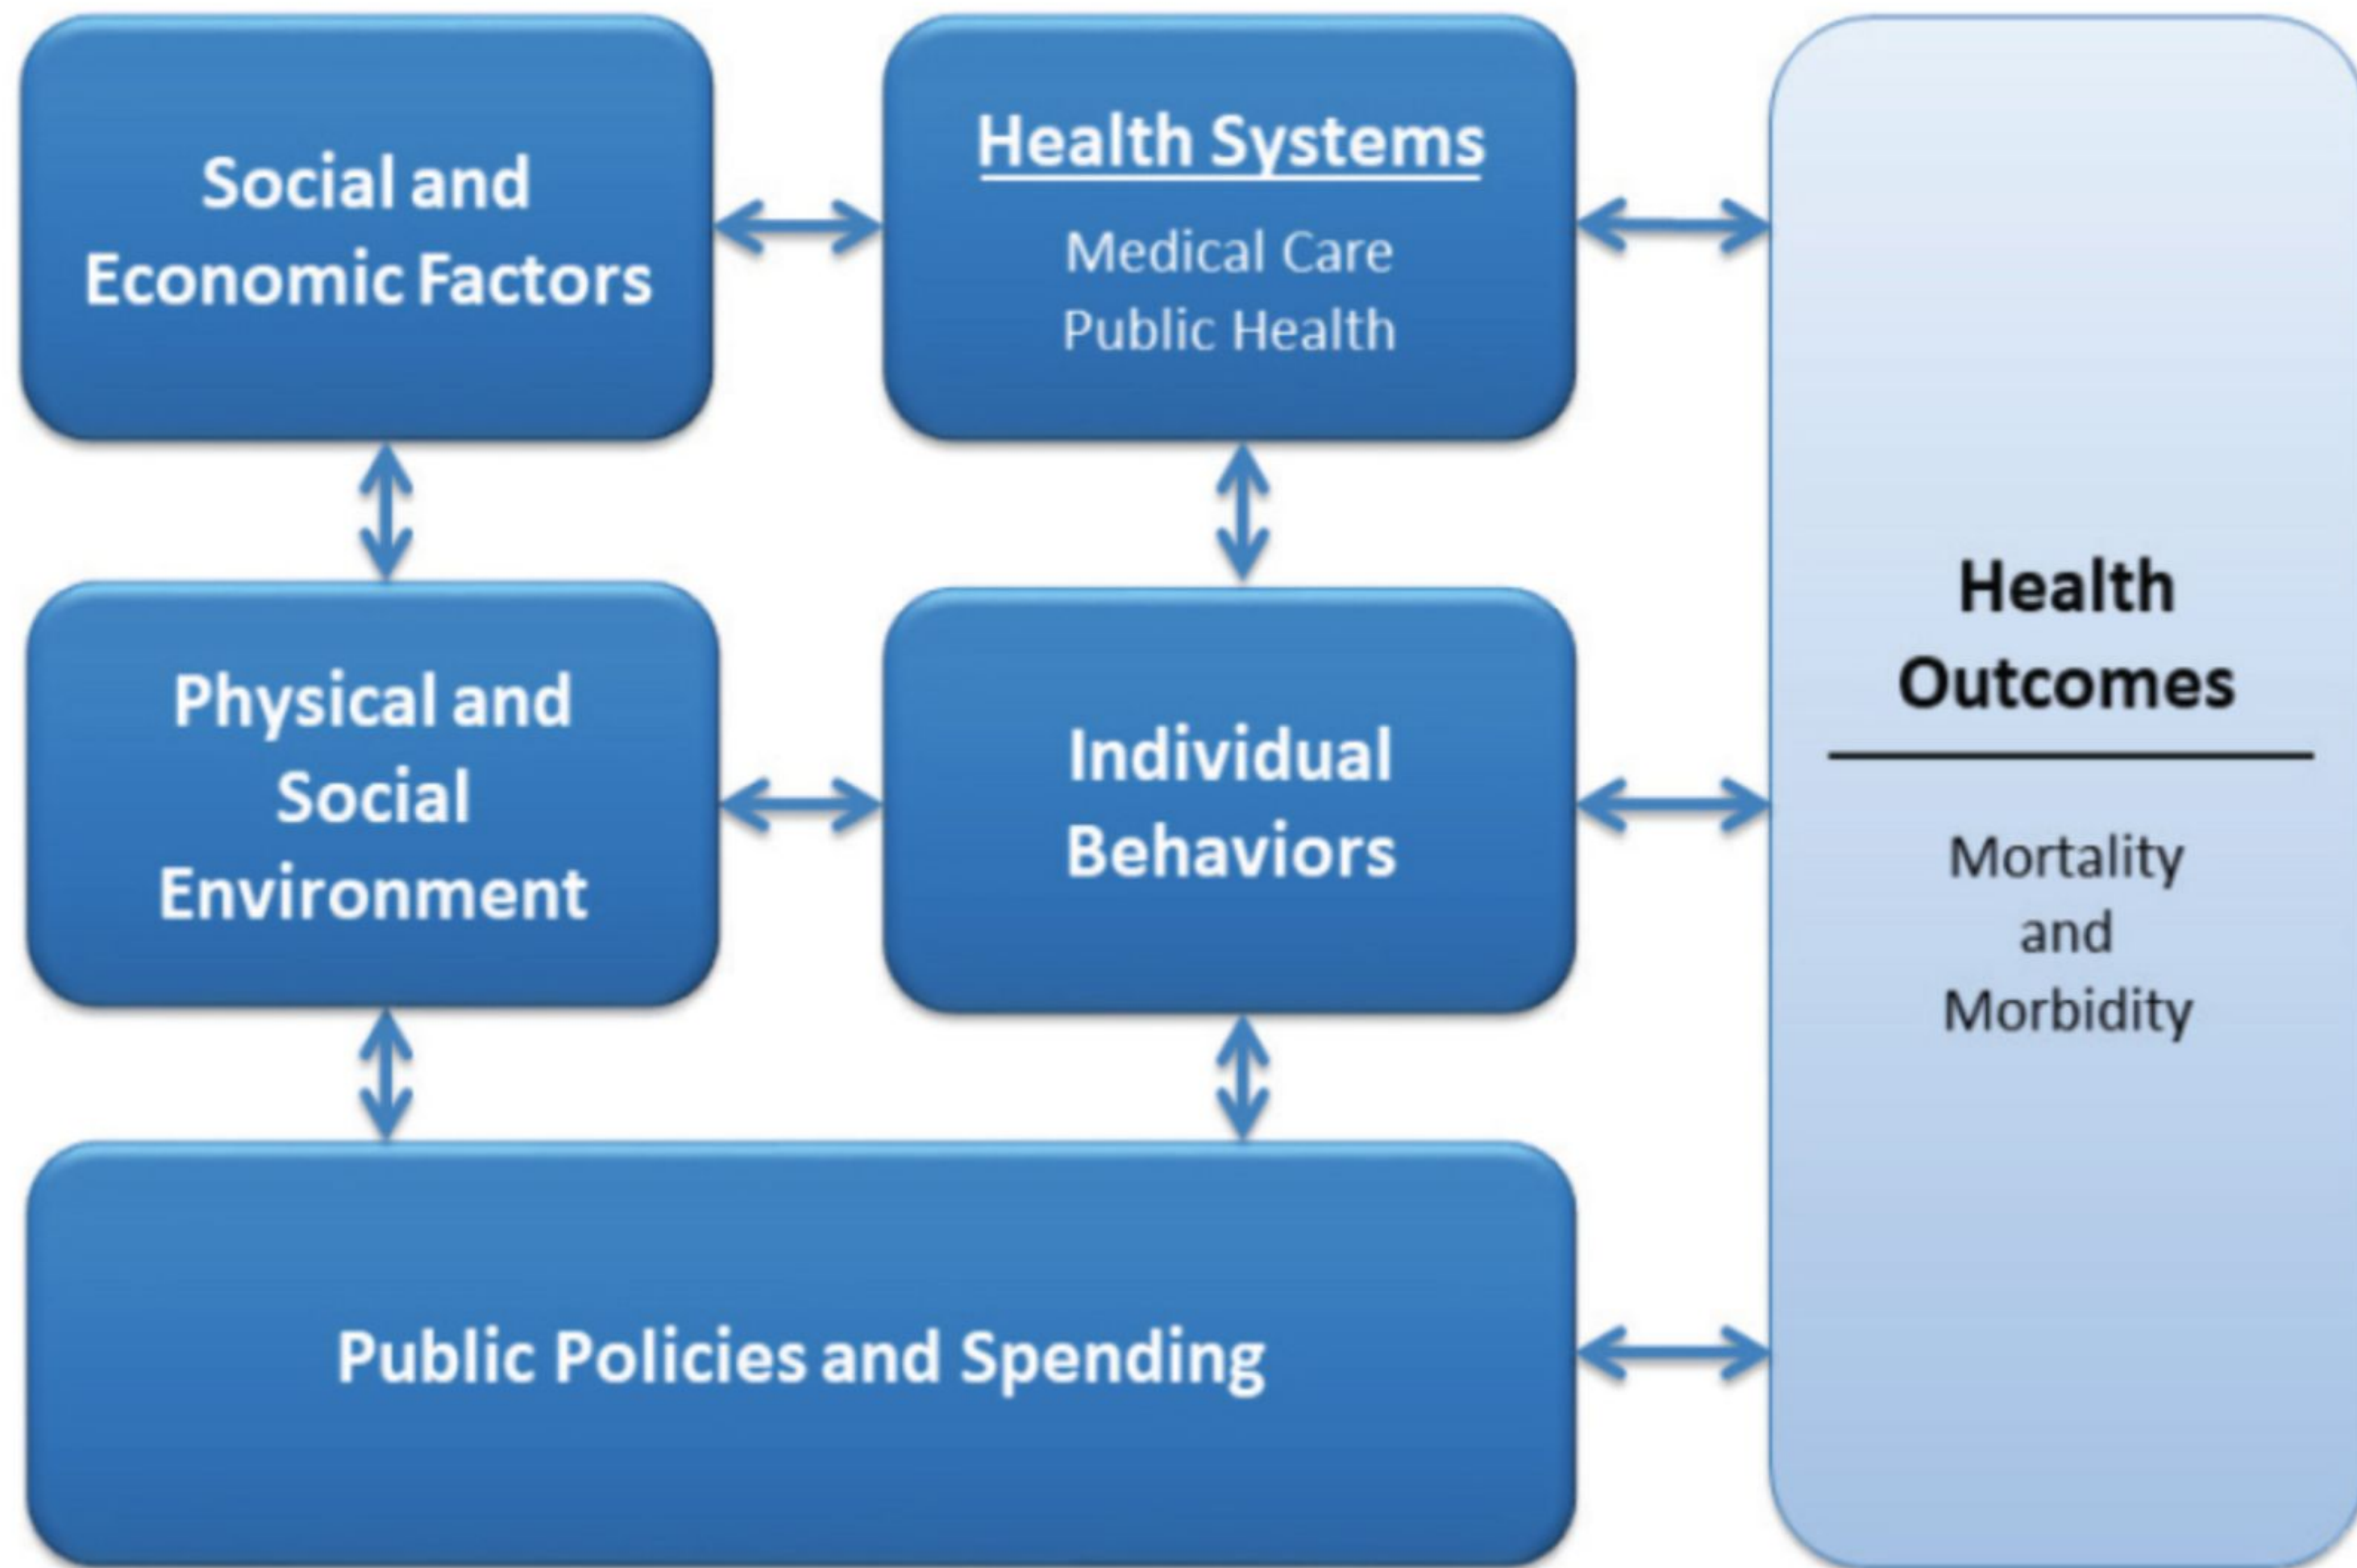 Social and
Economic Factors
Health Systems
Medical Care
Public Health
Physical and
Social
Environment
Individual
Behaviors
Public Policies and Spending
Health
Outcomes
Mortality
and
Morbidity